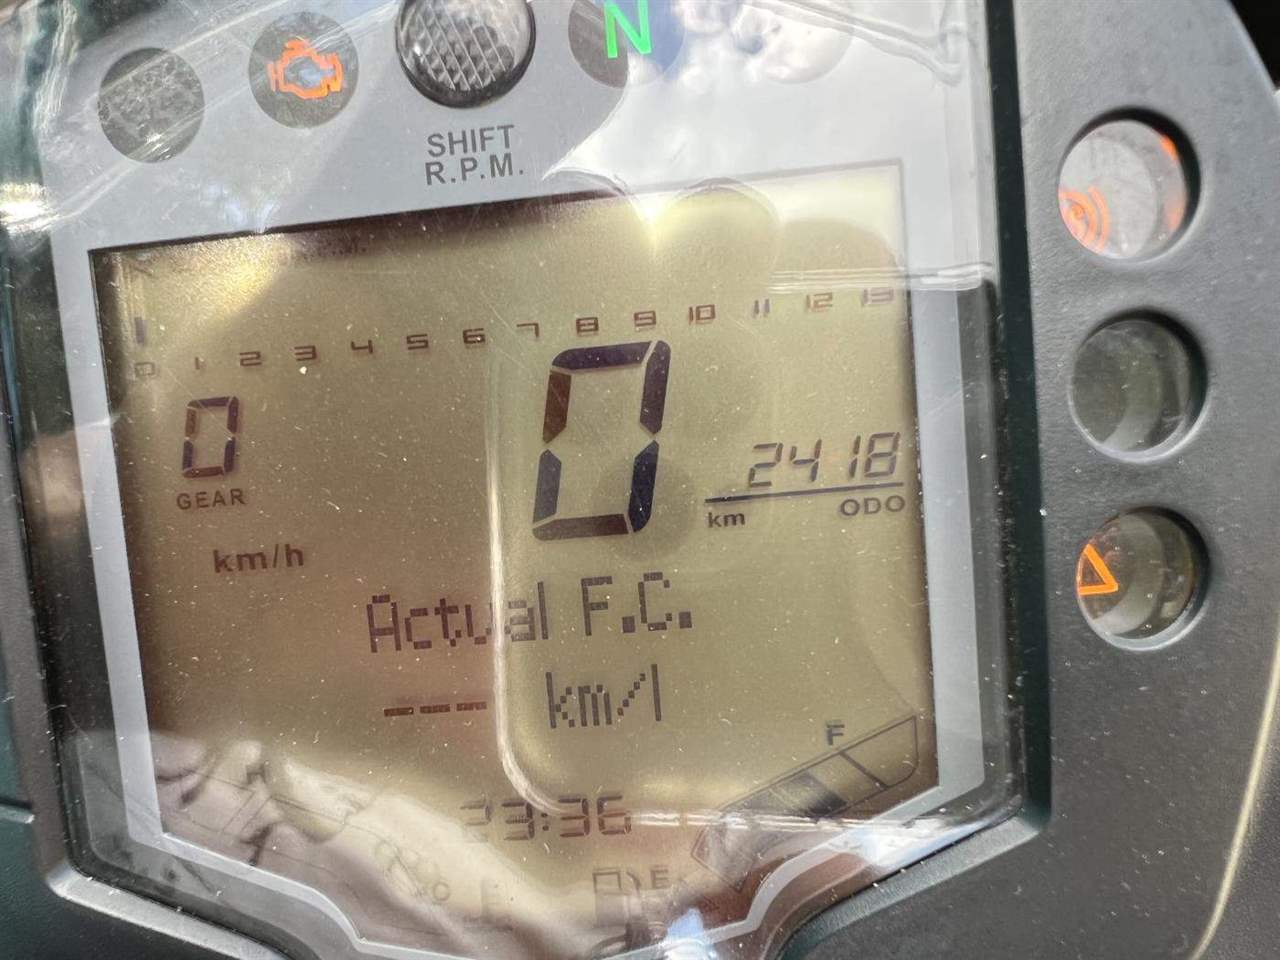 N
SHIFT
R.P.M.
0 1 2 3 4 5 6 7 8 9 10 11 12 13
0
GEAR
0
2418
km ODO
km/h
Actual F.C.
--- km/l
F
23:36
H
E
C